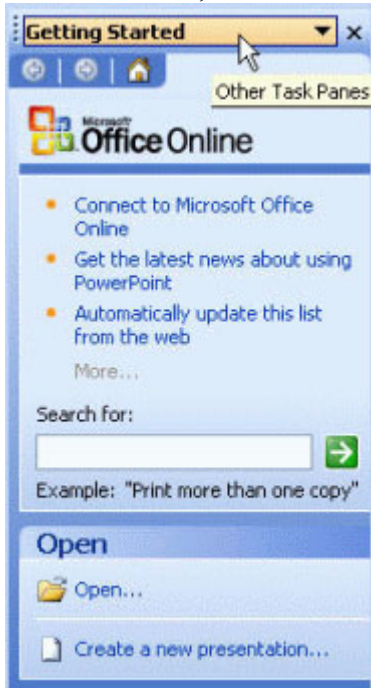 Getting Started
Other Task Panes
Microsoft
Office Online
Connect to Microsoft Office
Online
Get the latest news about using
PowerPoint
Automatically update this list
from the web
More...
Search for:
Example: "Print more than one copy"
Open
Open...
Create a new presentation...